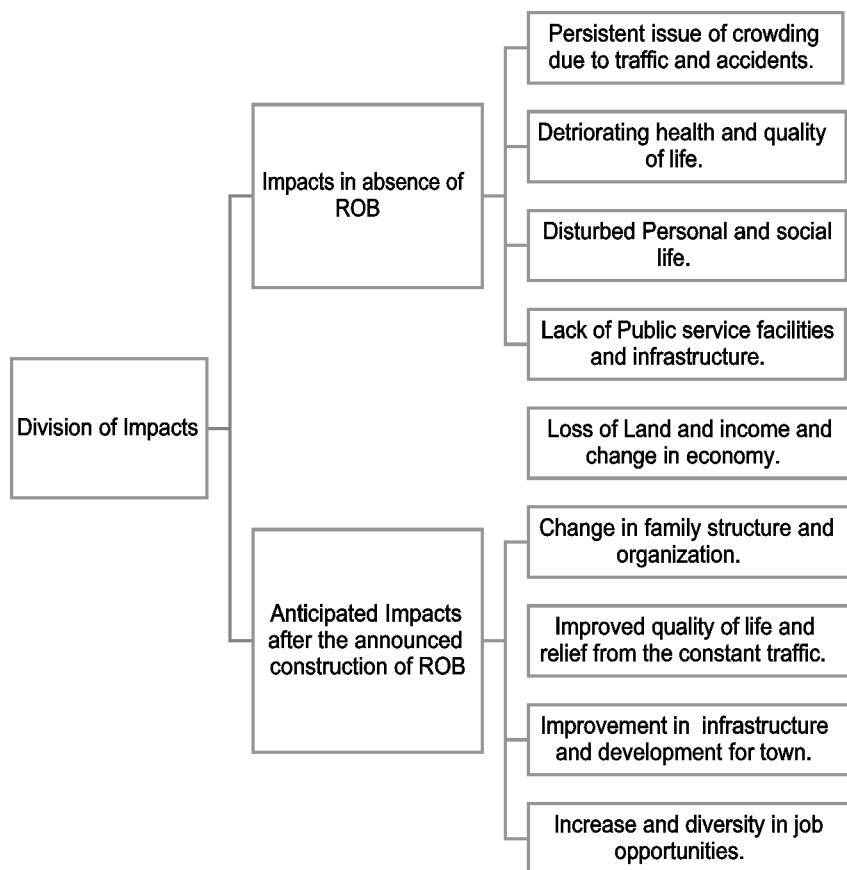 Division of Impacts
Impacts in absence of
ROB
Persistent issue of crowding
due to traffic and accidents.
Deteriorating health and quality
of life.
Disturbed Personal and social
life.
Lack of Public service facilities
and infrastructure.
Anticipated Impacts
after the announced
construction of ROB
Loss of Land and income and
change in economy.
Change in family structure and
organization.
Improved quality of life and
relief from the constant traffic.
Improvement in infrastructure
and development for town.
Increase and diversity in job
opportunities.